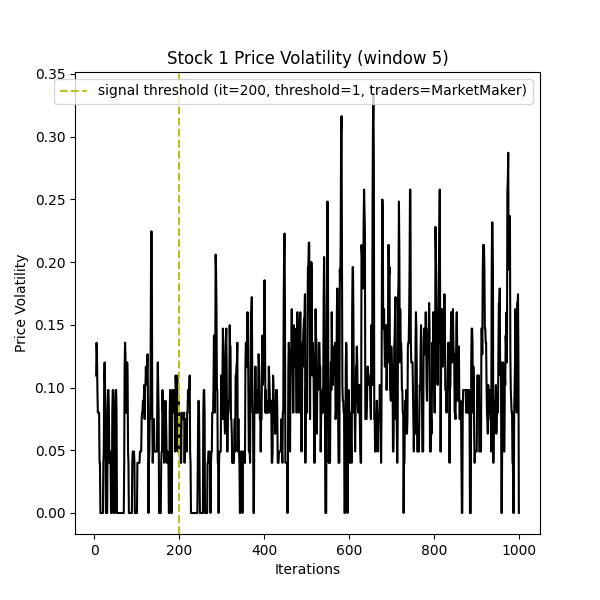 Stock 1 Price Volatility (window 5)
signal threshold (it=200, threshold=1, traders=MarketMaker)
0.35
0.30
0.25
0.20
0.15
0.10
0.05
0.00
Price Volatility
0 200 400 600 800 1000
Iterations